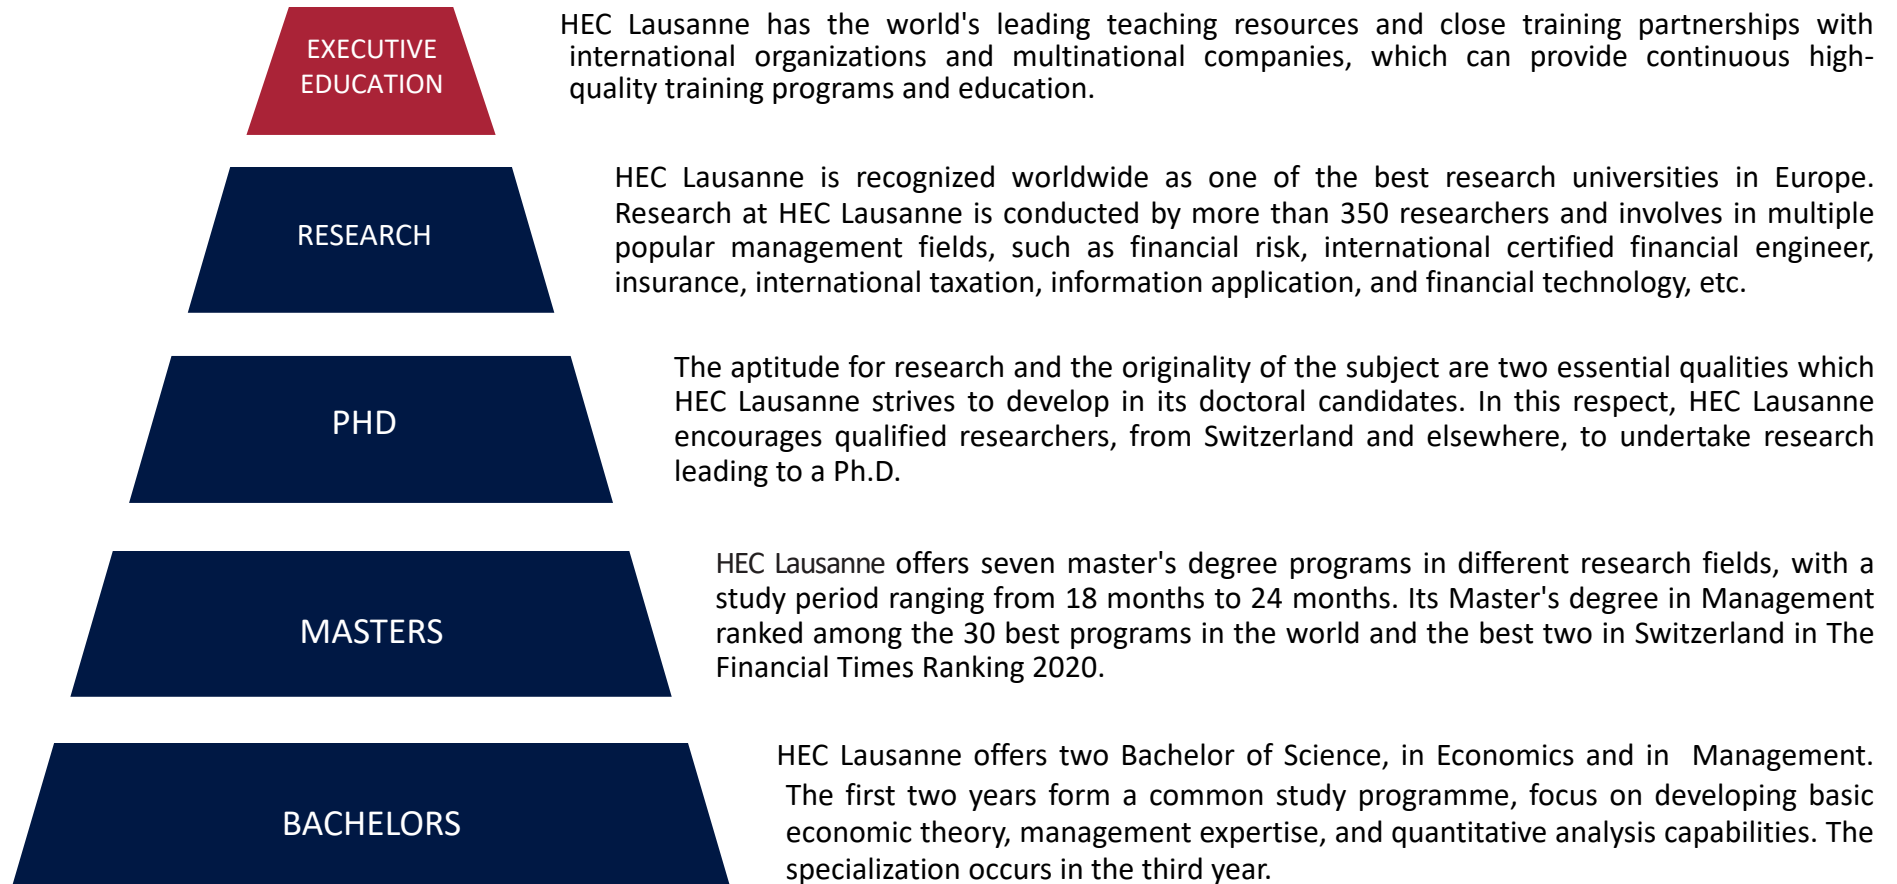 EXECUTIVE
EDUCATION
HEC Lausanne has the world's leading teaching resources and close training partnerships with
international organizations and multinational companies, which can provide continuous high-
quality training programs and education.
RESEARCH
HEC Lausanne is recognized worldwide as one of the best research universities in Europe.
Research at HEC Lausanne is conducted by more than 350 researchers and involves in multiple
popular management fields, such as financial risk, international certified financial engineer,
insurance, international taxation, information application, and financial technology, etc.
PHD
The aptitude for research and the originality of the subject are two essential qualities which
HEC Lausanne strives to develop in its doctoral candidates. In this respect, HEC Lausanne
encourages qualified researchers, from Switzerland and elsewhere, to undertake research
leading to a Ph.D.
MASTERS
HEC Lausanne offers seven master's degree programs in different research fields, with a
study period ranging from 18 months to 24 months. Its Master's degree in Management
ranked among the 30 best programs in the world and the best two in Switzerland in The
Financial Times Ranking 2020.
BACHELORS
HEC Lausanne offers two Bachelor of Science, in Economics and in Management.
The first two years form a common study programme, focus on developing basic
economic theory, management expertise, and quantitative analysis capabilities. The
specialization occurs in the third year.